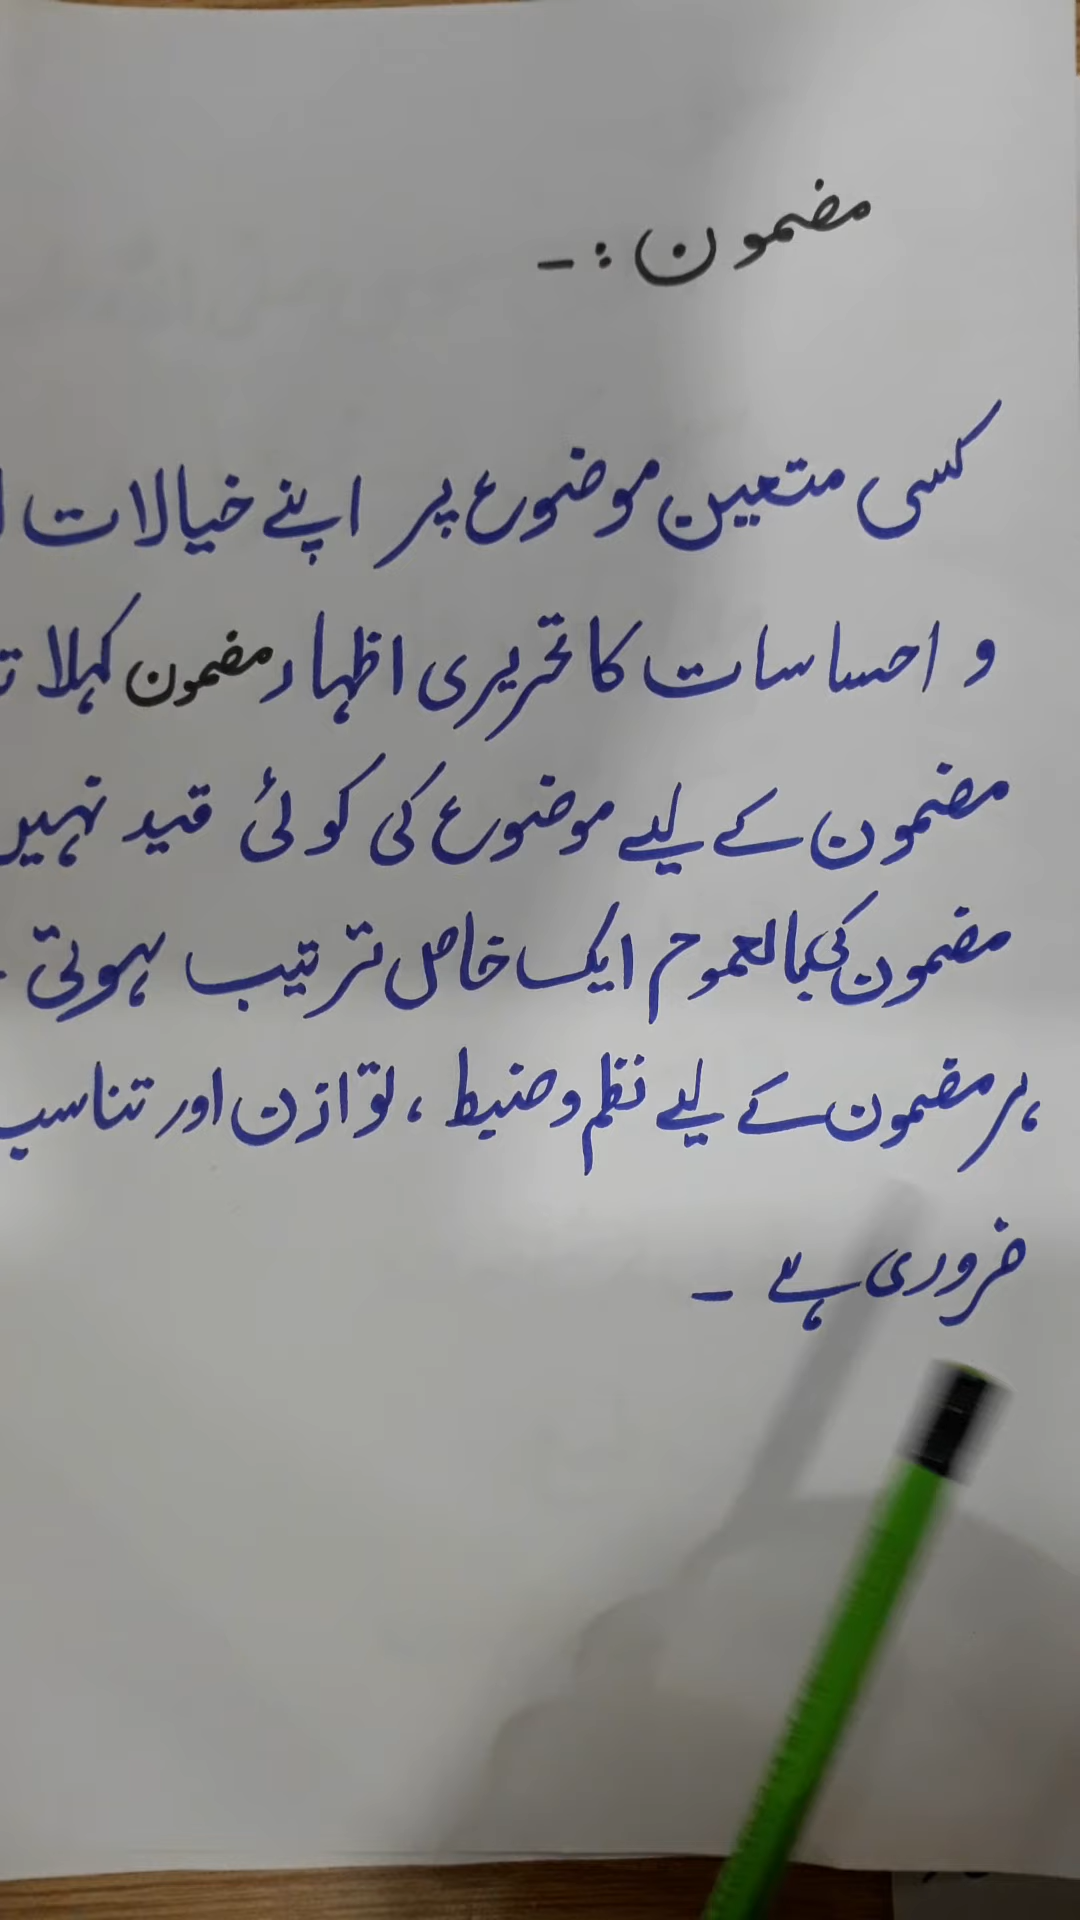 مضمون :-
کسی متعین موضوع پر اپنے خیالات
و احساسات کا تحریری اظہار مضمون کہلا
مضمون کے لیے موضوع کی کوئی قید نہیں
مضمون کی بالعموم ایک خاص ترتیب ہوتی
ہر مضمون کے لیے نظم و ضبط ، توازن اور تناسب
ضروری ہے -